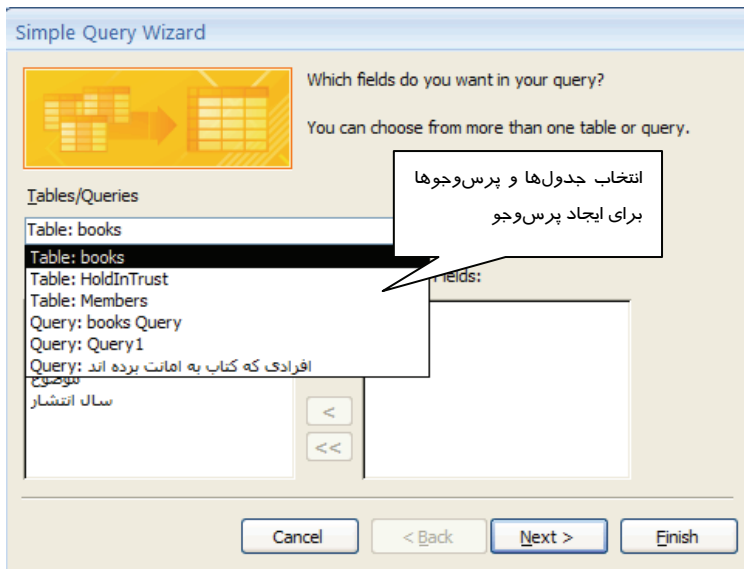 Simple Query Wizard
Which fields do you want in your query?
You can choose from more than one table or query.
انتخاب جدول‌ها و پرس‌وجوها
برای ایجاد پرس‌وجو
Tables/Queries
Table: books
Table: books
Table: HoldInTrust
Table: Members
Query: books Query
Query: Query1
Query: افرادی که کتاب به امانت برده اند
Fields:
موضوع
سال انتشار
<
<<
Cancel
< Back
Next >
Finish